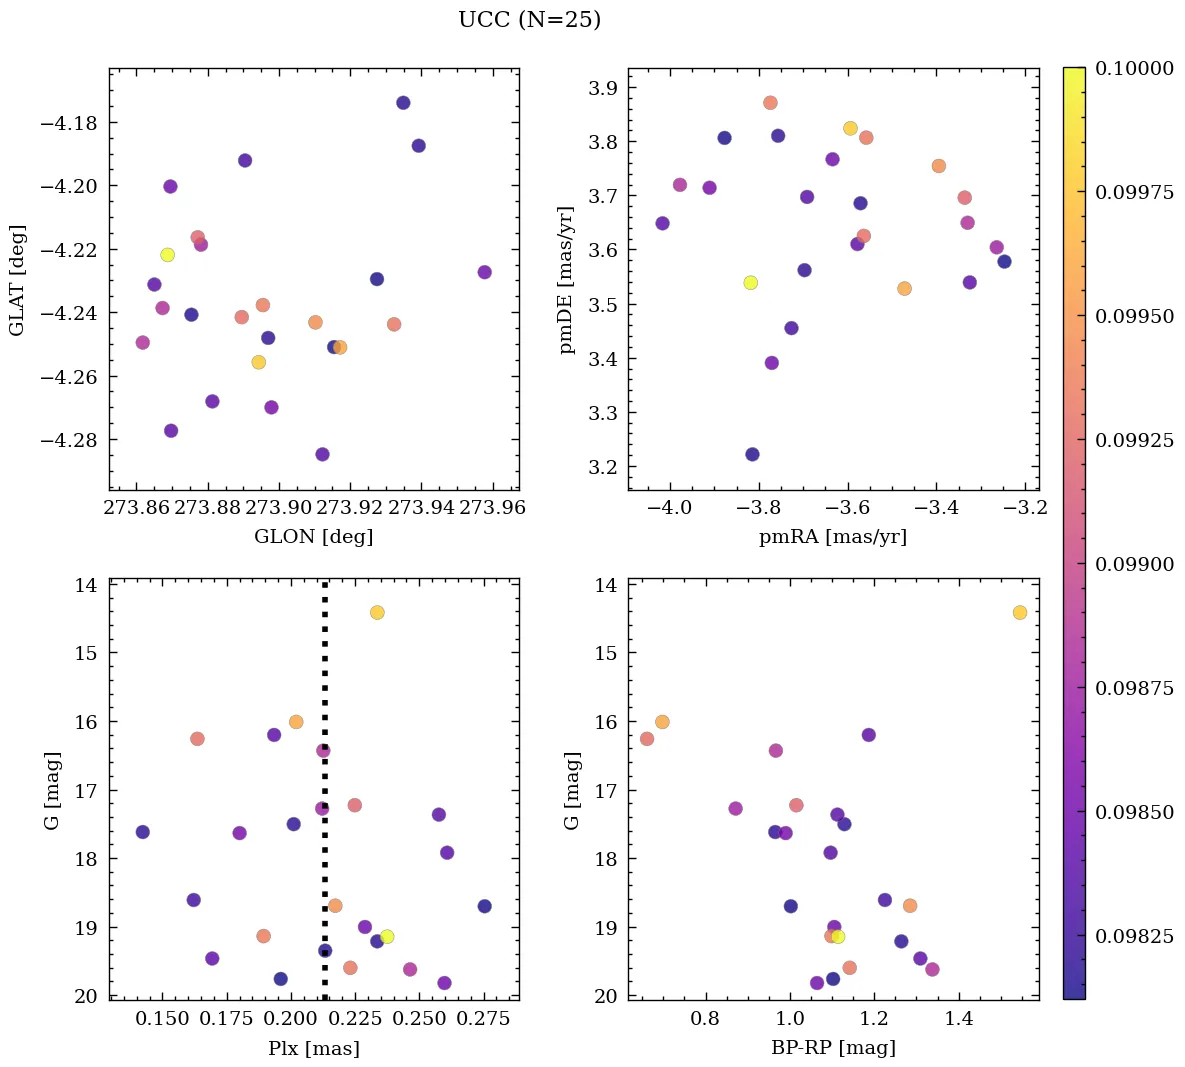 UCC (N=25)
−4.18
−4.20
−4.22
−4.24
−4.26
−4.28
GLAT [deg]
273.86 273.88 273.90 273.92 273.94 273.96
GLON [deg]
3.9
3.8
3.7
3.6
3.5
3.4
3.3
3.2
pmDE [mas/yr]
−4.0 −3.8 −3.6 −3.4 −3.2
pmRA [mas/yr]
14
15
16
17
18
19
20
G [mag]
0.150 0.175 0.200 0.225 0.250 0.275
Plx [mas]
14
15
16
17
18
19
20
G [mag]
0.8 1.0 1.2 1.4
BP-RP [mag]
0.10000
0.09975
0.09950
0.09925
0.09900
0.09875
0.09850
0.09825